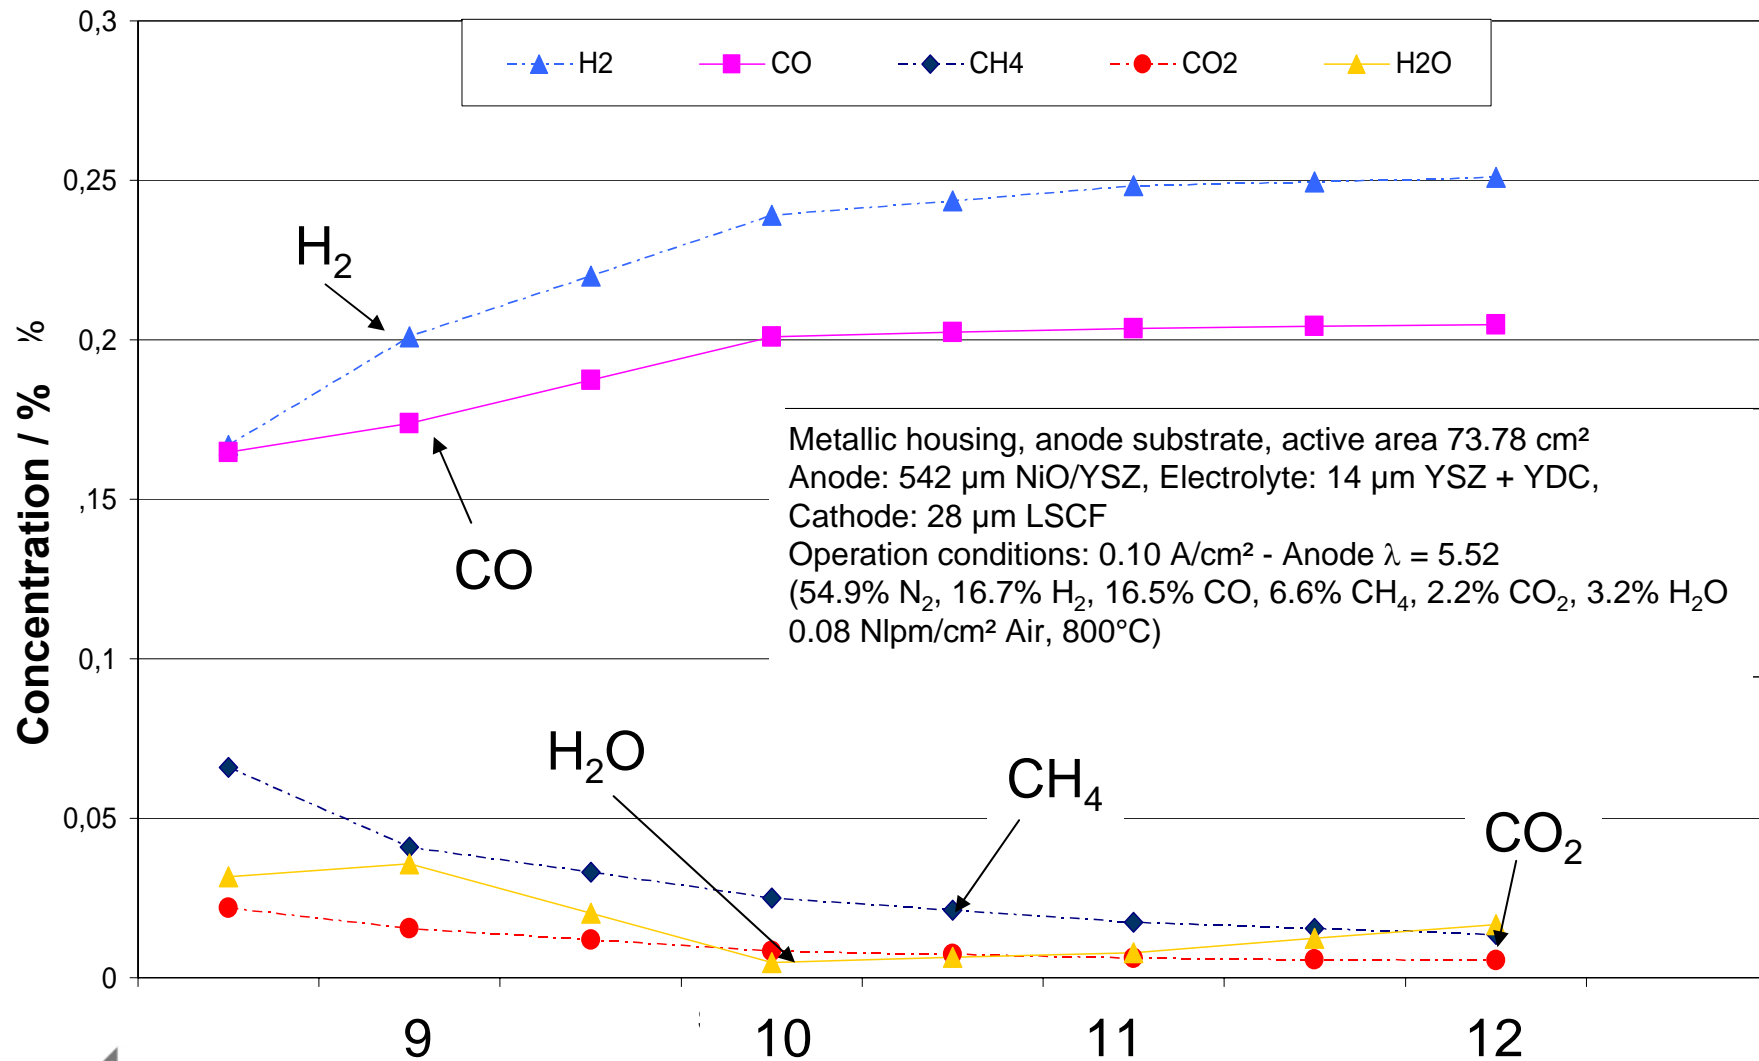 0,3
H2 CO CH4 CO2 H2O
0,25
H₂
0,2
Concentration / % %
Metallic housing, anode substrate, active area 73.78 cm²
Anode: 542 µm NiO/YSZ, Electrolyte: 14 µm YSZ + YDC,
,15
Cathode: 28 µm LSCF
CO
Operation conditions: 0.10 A/cm² - Anode λ = 5.52
(54.9% N₂, 16.7% H₂, 16.5% CO, 6.6% CH₄, 2.2% CO₂, 3.2% H₂O
0.08 Nlpm/cm² Air, 800°C)
0,1
H₂O
CH₄
0,05
CO₂
0
9 10 11 12